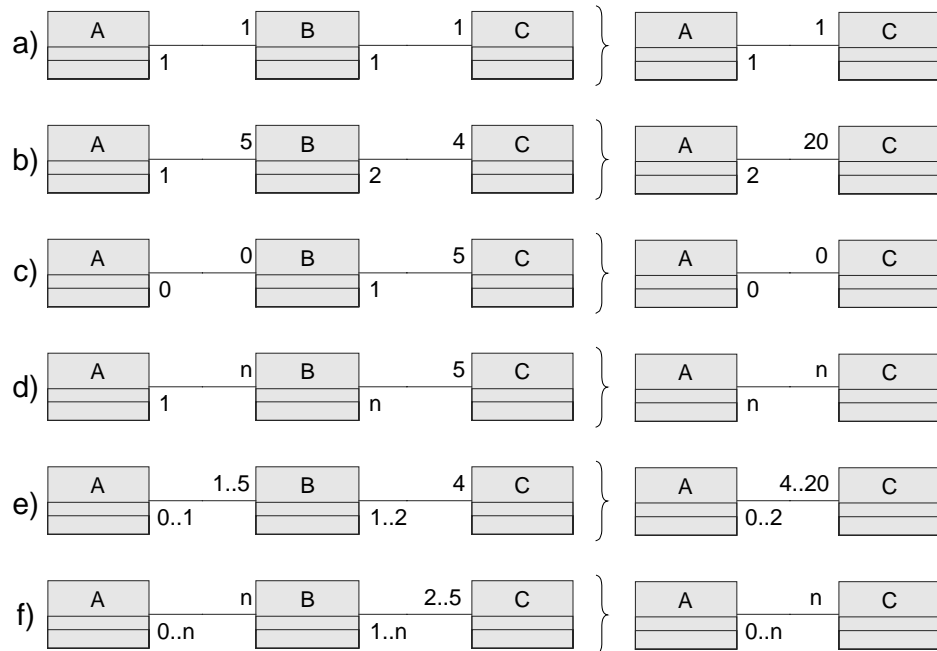 a) A 1 1 B 1 1 C A 1 1 C
b) A 1 5 B 2 4 C A 2 20 C
c) A 0 0 B 1 5 C A 0 0 C
d) A 1 n B n 5 C A n n C
e) A 0..1 1..5 B 1..2 4 C A 0..2 4..20 C
f) A 0..n n B 1..n 2..5 C A 0..n n C